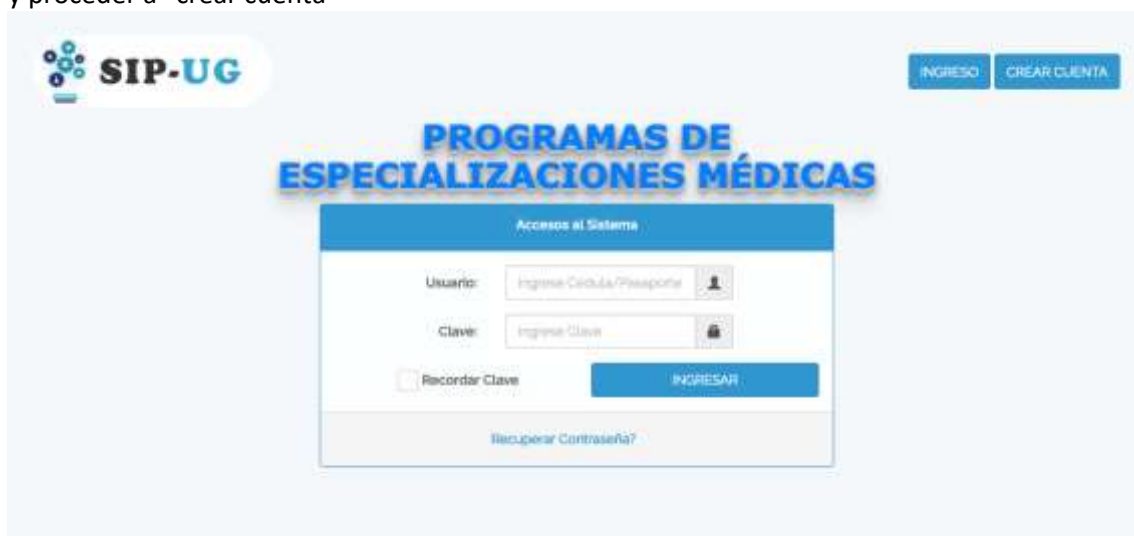 y proceder a "crear cuenta"
SIP-UG
INGRESO CREAR CUENTA
PROGRAMAS DE
ESPECIALIZACIONES MÉDICAS
Accesos al Sistema
Usuario: Ingrese Cédula/Pasaporte
Clave: Ingrese Clave
Recordar Clave INGRESAR
Recuperar Contraseña?